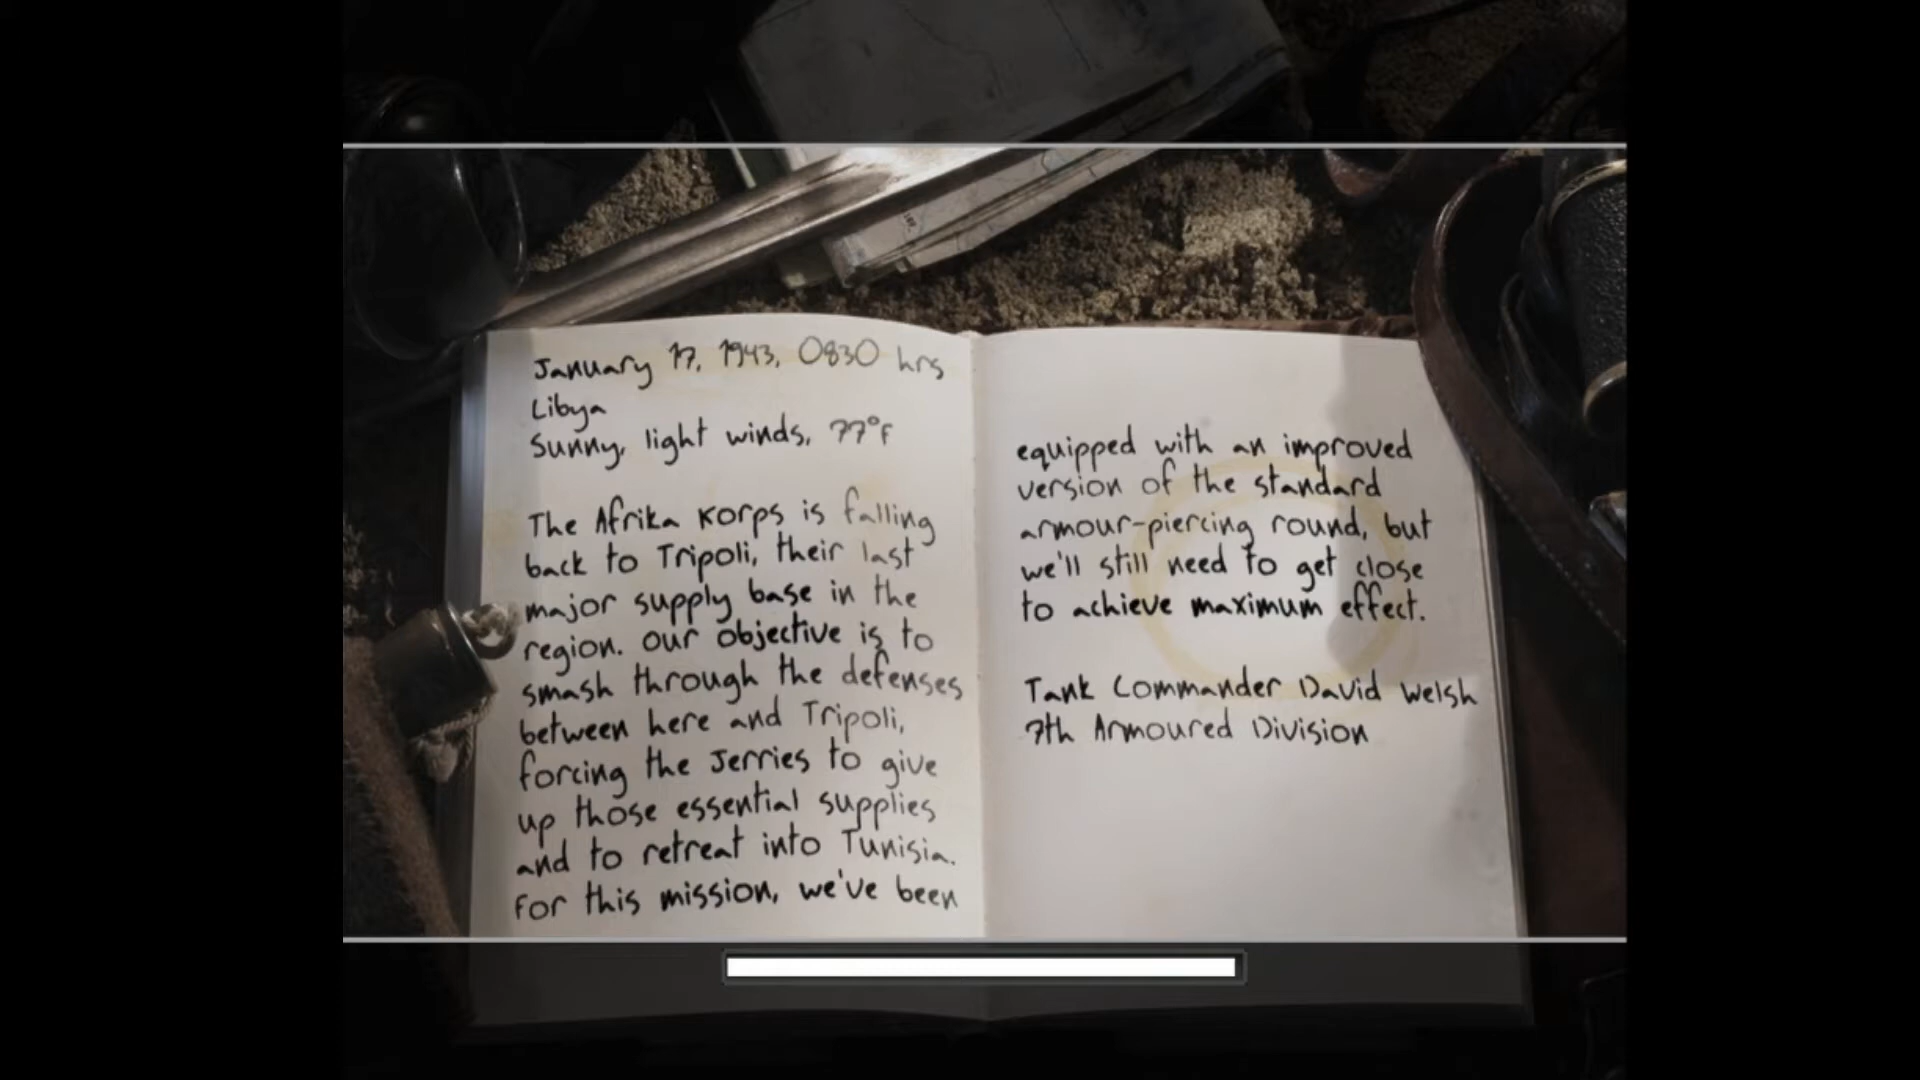 January 17, 1943, 0830 hrs
Libya
Sunny, light winds, 77°F
The Afrika Korps is falling
back to Tripoli, their last
major supply base in the
region. Our objective is to
smash through the defenses
between here and Tripoli,
forcing the Jerries to give
up those essential supplies
and to retreat into Tunisia.
For this mission, we've been
equipped with an improved
version of the standard
armour-piercing round, but
we'll still need to get close
to achieve maximum effect.
Tank Commander David Welsh
7th Armoured Division